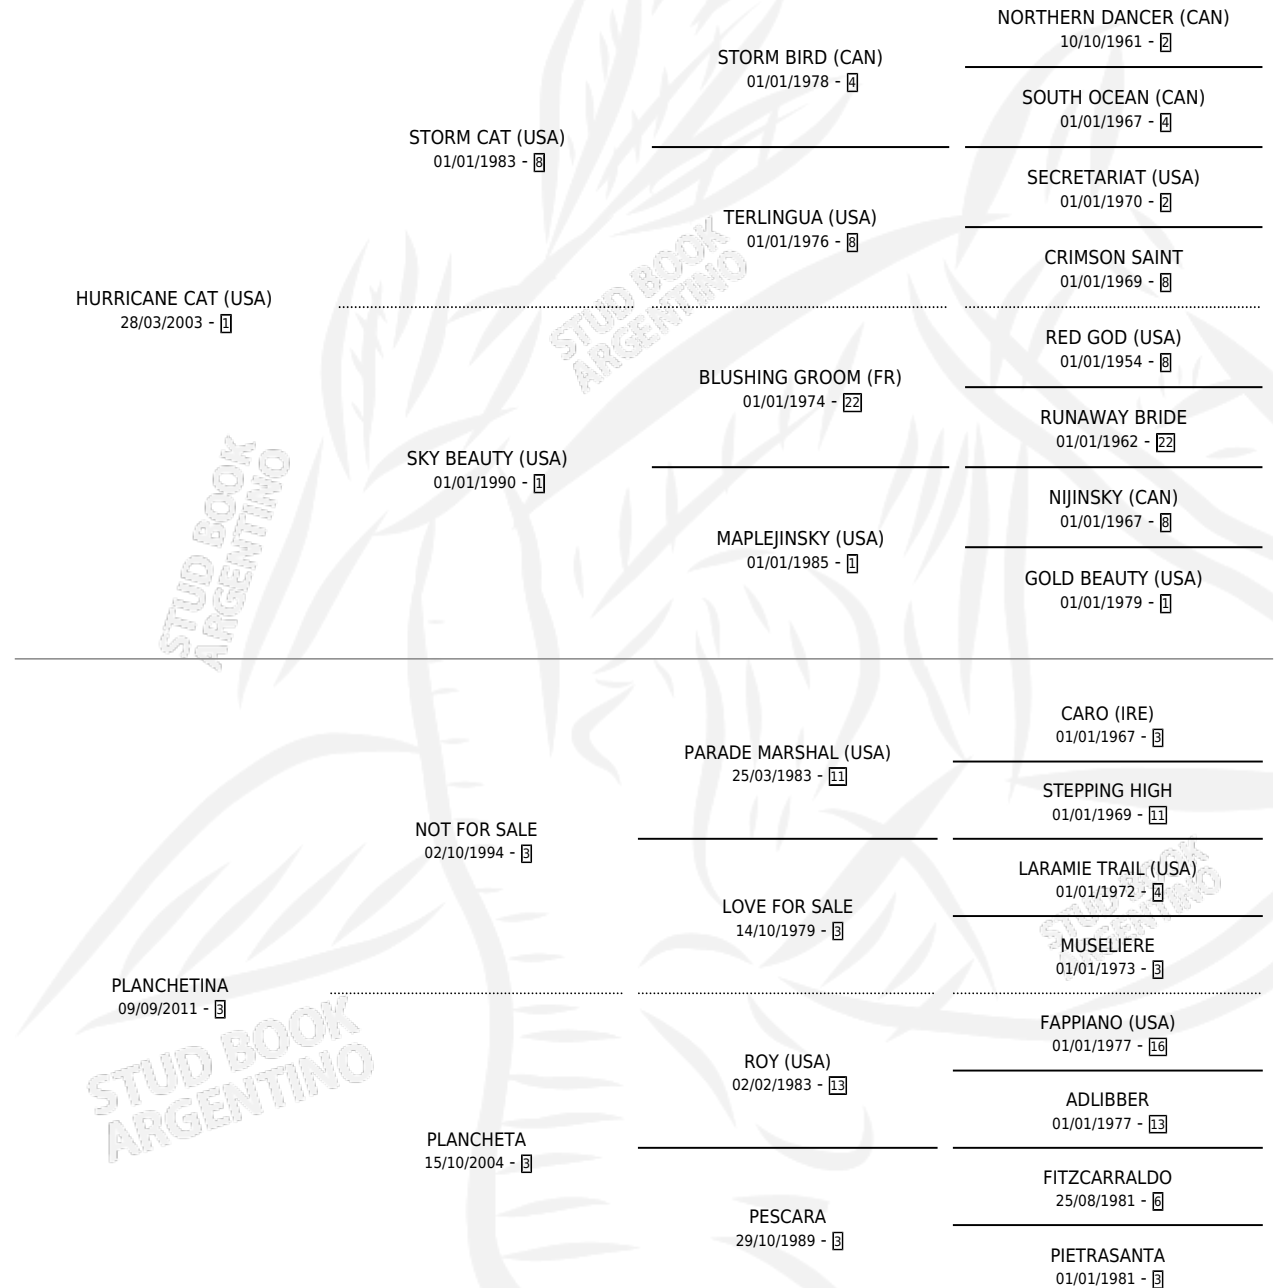 NORTHERN DANCER (CAN)
10/10/1961 - 2
STORM BIRD (CAN)
01/01/1978 - 4
SOUTH OCEAN (CAN)
01/01/1967 - 4
STORM CAT (USA)
01/01/1983 - 8
SECRETARIAT (USA)
01/01/1970 - 2
TERLINGUA (USA)
01/01/1976 - 8
CRIMSON SAINT
01/01/1969 - 8
HURRICANE CAT (USA)
28/03/2003 - 1
RED GOD (USA)
01/01/1954 - 8
BLUSHING GROOM (FR)
01/01/1974 - 22
RUNAWAY BRIDE
01/01/1962 - 22
SKY BEAUTY (USA)
01/01/1990 - 1
NIJINSKY (CAN)
01/01/1967 - 8
MAPLEJINSKY (USA)
01/01/1985 - 1
GOLD BEAUTY (USA)
01/01/1979 - 1
CARO (IRE)
01/01/1967 - 3
PARADE MARSHAL (USA)
25/03/1983 - 11
STEPPING HIGH
01/01/1969 - 11
NOT FOR SALE
02/10/1994 - 3
LARAMIE TRAIL (USA)
01/01/1972 - 4
LOVE FOR SALE
14/10/1979 - 3
MUSELIERE
01/01/1973 - 3
PLANCHETINA
09/09/2011 - 3
FAPPIANO (USA)
01/01/1977 - 16
ROY (USA)
02/02/1983 - 13
ADLIBBER
01/01/1977 - 13
PLANCHETA
15/10/2004 - 3
FITZCARRALDO
25/08/1981 - 6
PESCARA
29/10/1989 - 3
PIETRASANTA
01/01/1981 - 3
STUD BOOK
ARGENTINO
STUD BOOK
ARGENTINO
STUD BOOK
ARGENTINO
STUD BOOK
ARGENTINO